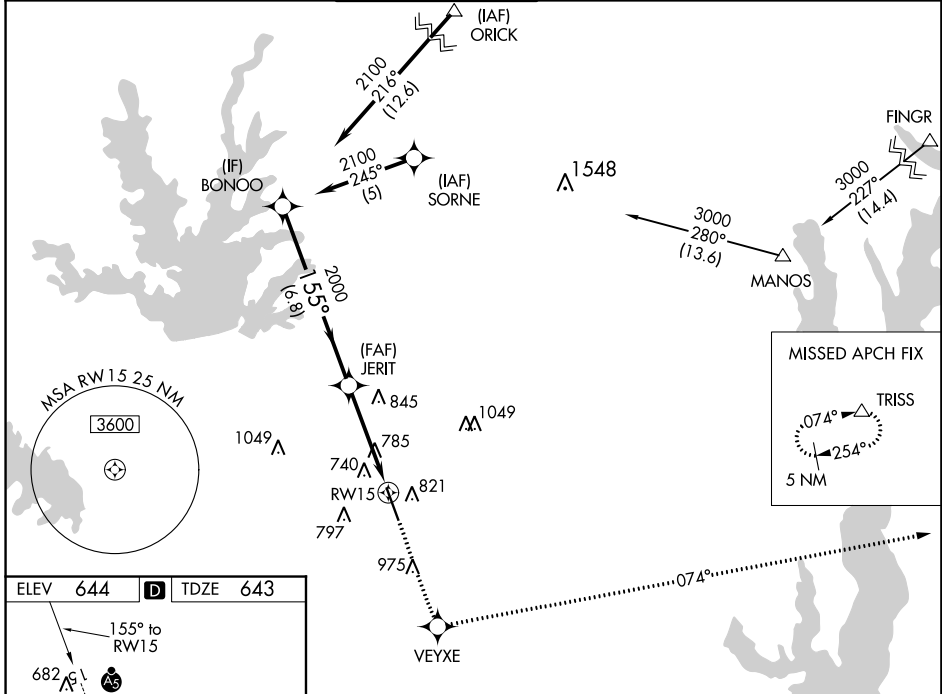 (IAF)
ORICK
2100
216°
(12.6)
FINGR
(IF)
BONOO
2100
245°
(5)
(IAF)
SORNE
1548
3000
227°
(14.4)
3000
280°
(13.6)
MANOS
2000
155°
(6.8)
(FAF)
JERIT
MISSED APCH FIX
TRISS
074°
254°
5 NM
MSA RW15 25 NM
3600
845
1049
1049
785
740
RW15
821
797
975
074°
VEYXE
ELEV 644 D TDZE 643
155° to
RW15
682
A5